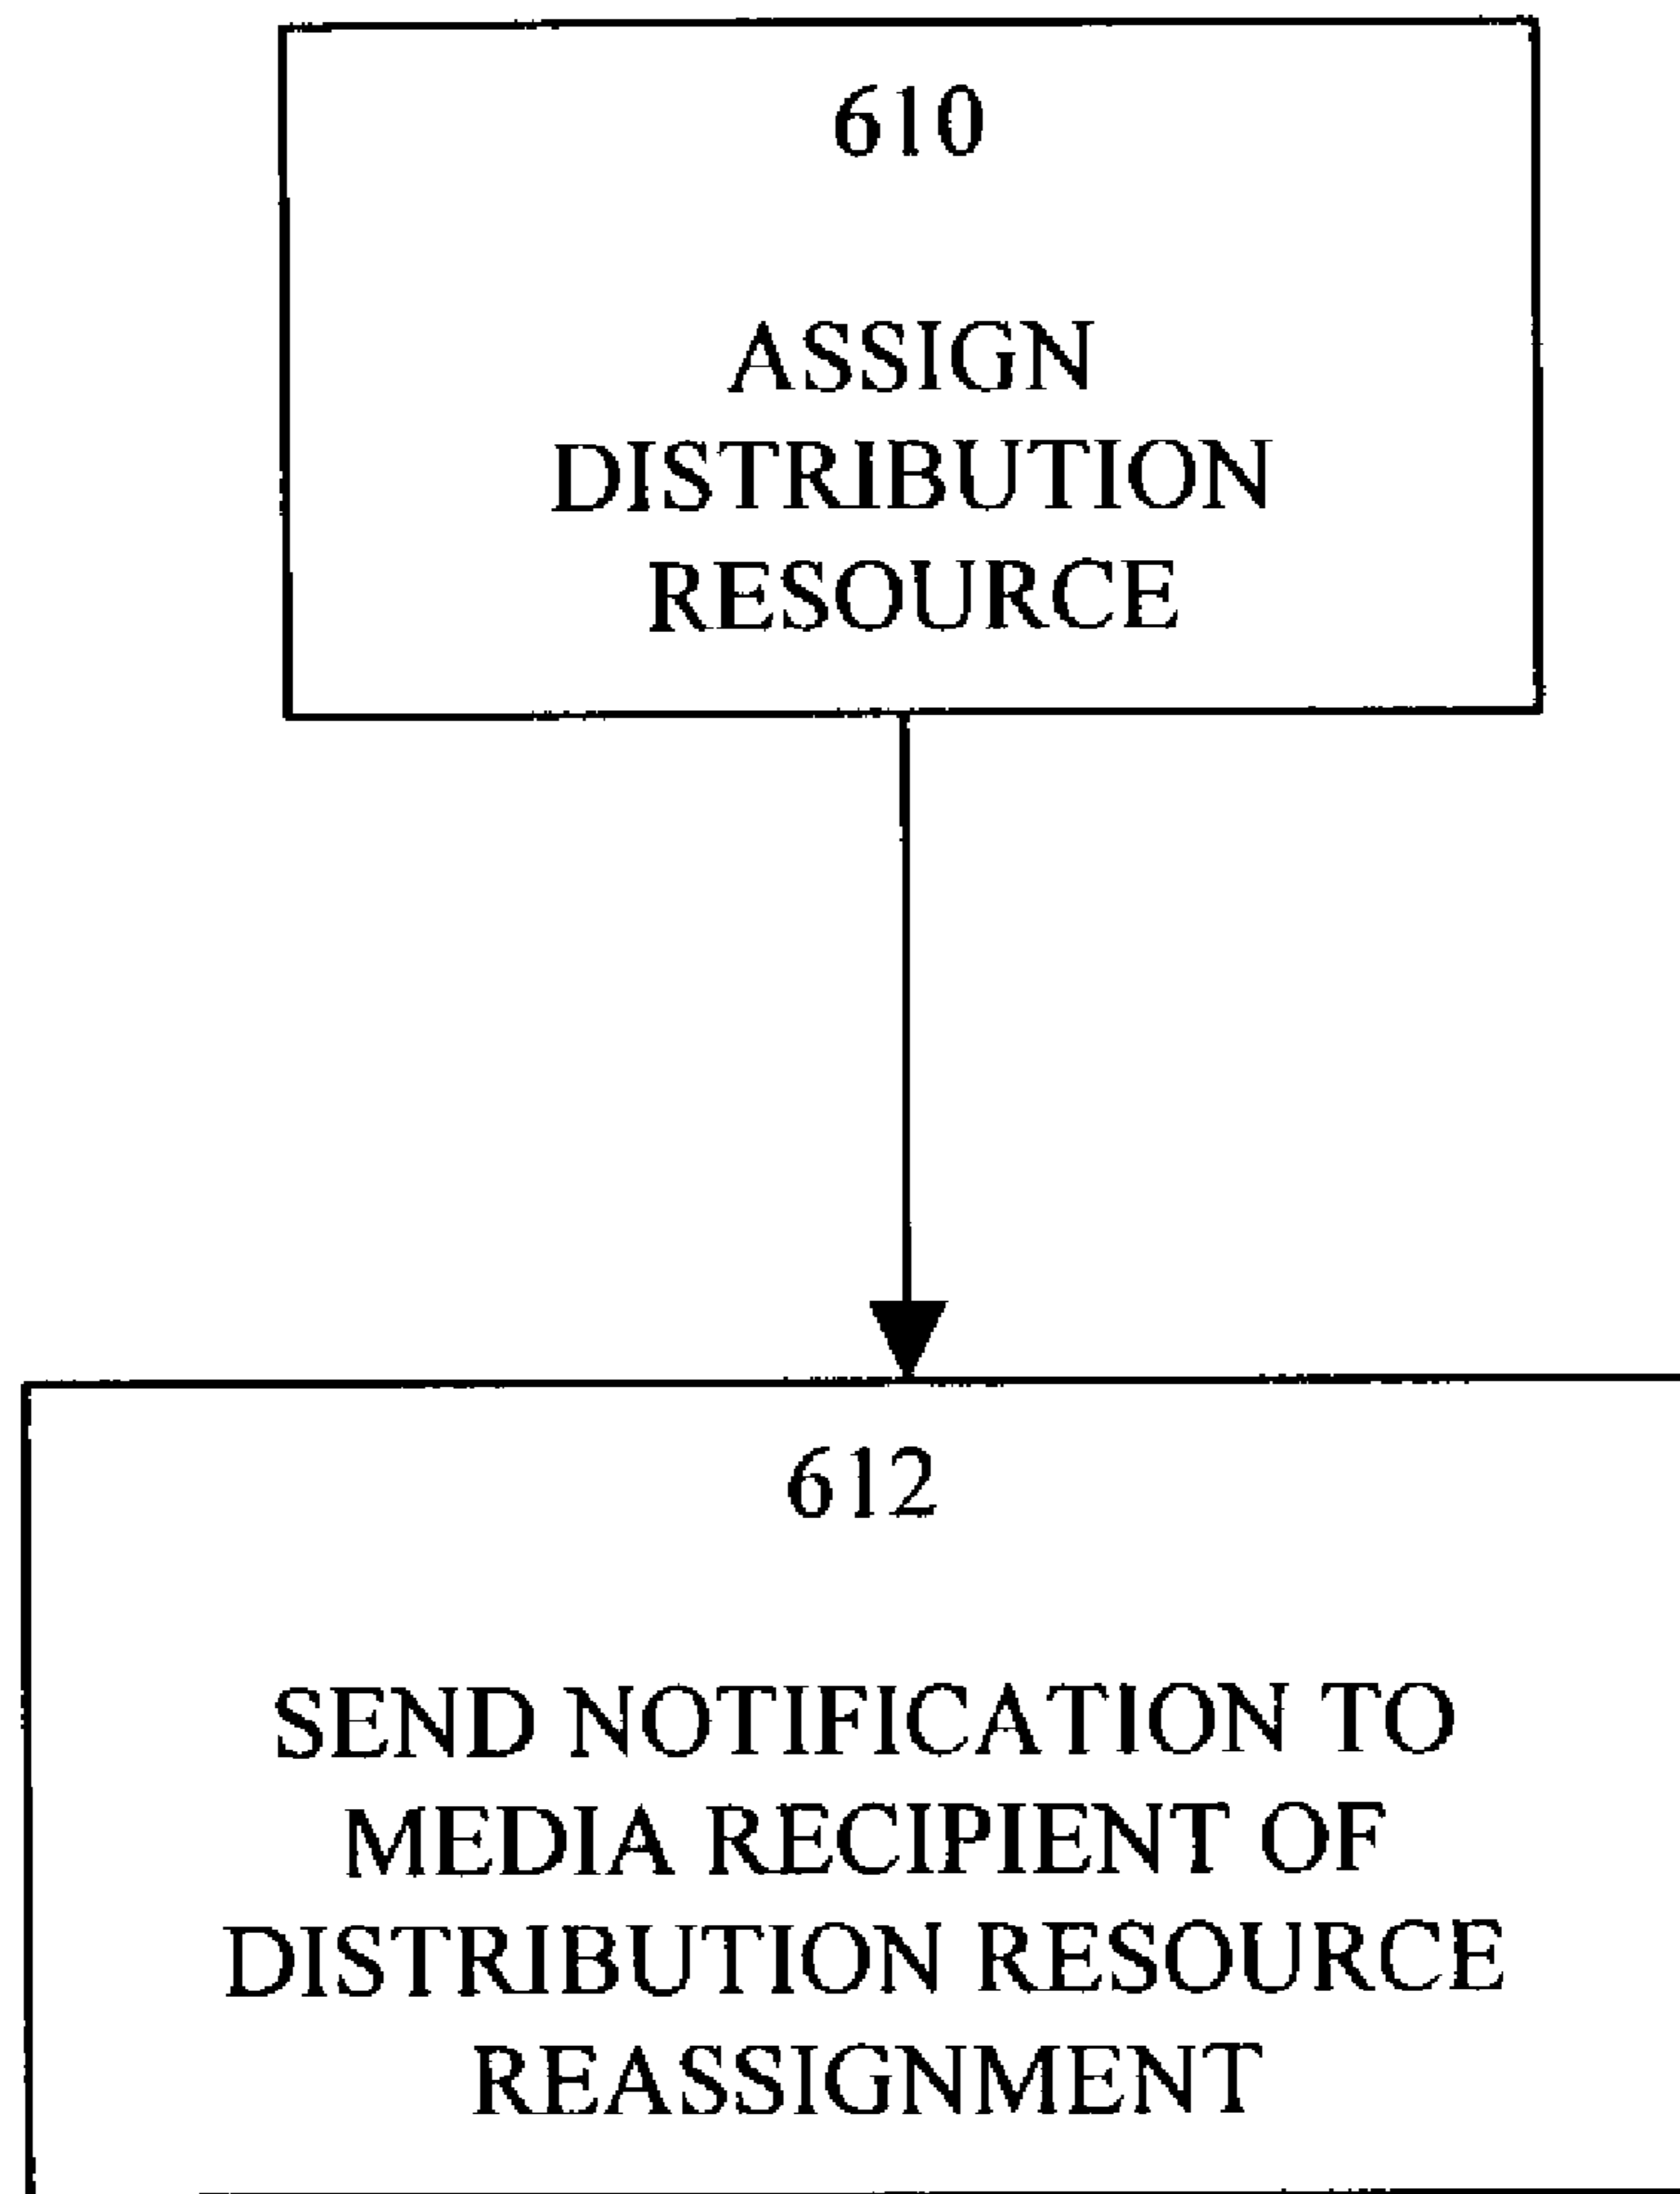 610
ASSIGN
DISTRIBUTION
RESOURCE
612
SEND NOTIFICATION TO
MEDIA RECIPIENT OF
DISTRIBUTION RESOURCE
REASSIGNMENT